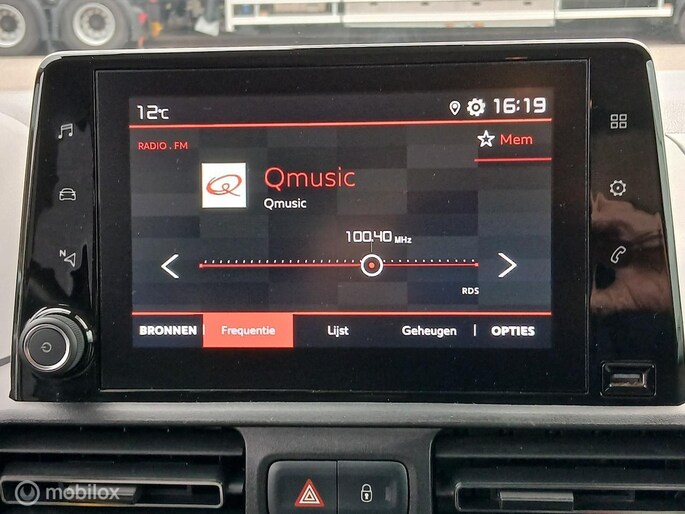 12°C 16:19
RADIO . FM Mem
Qmusic
Qmusic
100.40 MHz
RDS
BRONNEN | Frequentie Lijst Geheugen | OPTIES
N
mobilox